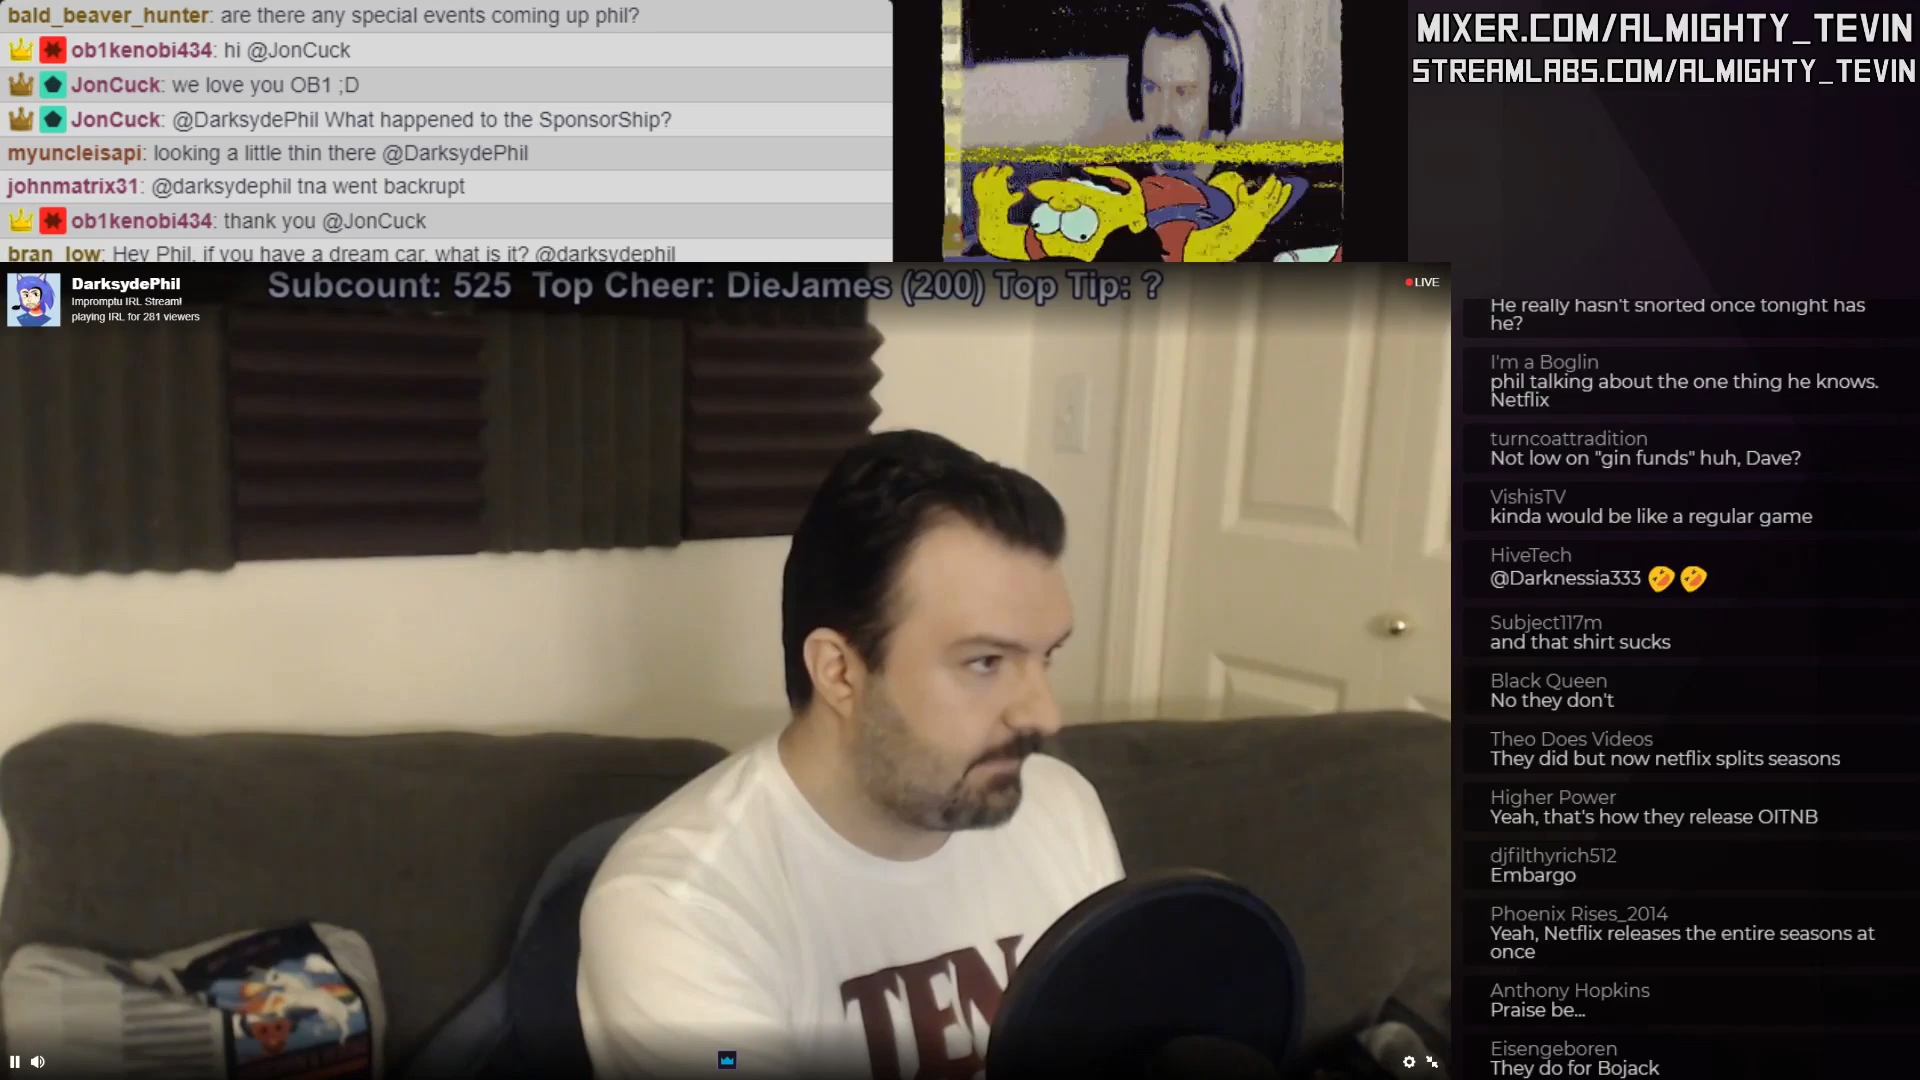 bald_beaver_hunter: are there any special events coming up phil?
ob1kenobi434: hi @JonCuck
JonCuck: we love you OB1 ;D
JonCuck: @DarksydePhil What happened to the SponsorShip?
myuncleisapi: looking a little thin there @DarksydePhil
johnmatrix31: @darksydephil tna went backrupt
ob1kenobi434: thank you @JonCuck
bran_low: Hey Phil, if you have a dream car, what is it? @darksydephil
MIXER.COM/ALMIGHTY_TEVIN
STREAMLABS.COM/ALMIGHTY_TEVIN
DarksydePhil
Impromptu IRL Stream!
playing IRL for 281 viewers
Subcount: 525 Top Cheer: DieJames (200) Top Tip: ?
LIVE
TEN
He really hasn't snorted once tonight has
he?
I'm a Boglin
phil talking about the one thing he knows.
Netflix
turncoattradition
Not low on "gin funds" huh, Dave?
VishisTV
kinda would be like a regular game
HiveTech
@Darknessia333 🤣 🤣
Subject117m
and that shirt sucks
Black Queen
No they don't
Theo Does Videos
They did but now netflix splits seasons
Higher Power
Yeah, that's how they release OITNB
djfilthyrich512
Embargo
Phoenix Rises_2014
Yeah, Netflix releases the entire seasons at
once
Anthony Hopkins
Praise be...
Eisengeboren
They do for Bojack